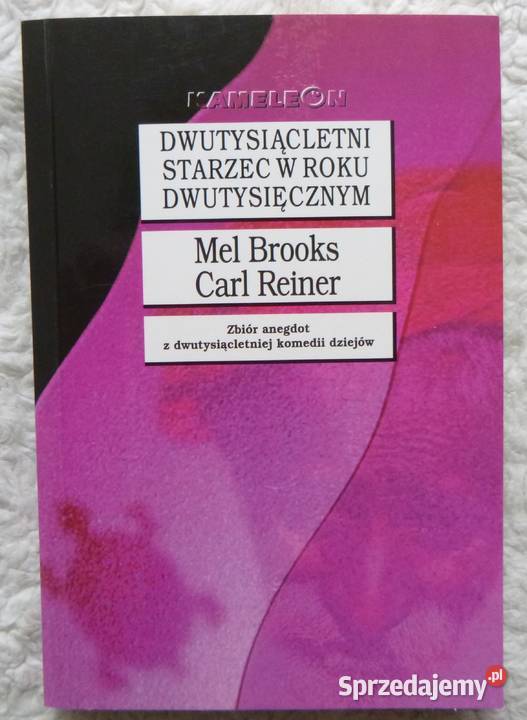 KAMELEON
DWUTYSIĄCLETNI
STARZEC W ROKU
DWUTYSIĘCZNYM
Mel Brooks
Carl Reiner
Zbiór anegdot
z dwutysiącletniej komedii dziejów
Sprzedajemy.pl